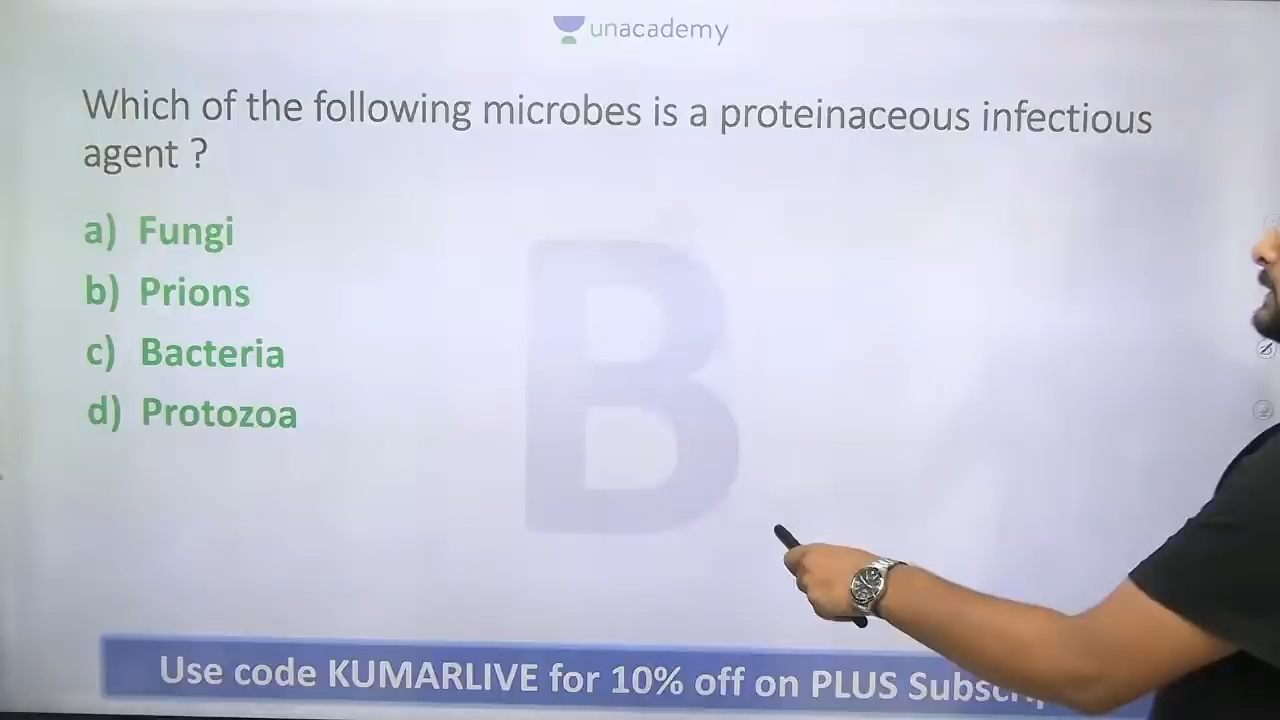 unacademy
Which of the following microbes is a proteinaceous infectious
agent ?
a) Fungi
b) Prions
c) Bacteria
d) Protozoa
B
Use code KUMARLIVE for 10% off on PLUS